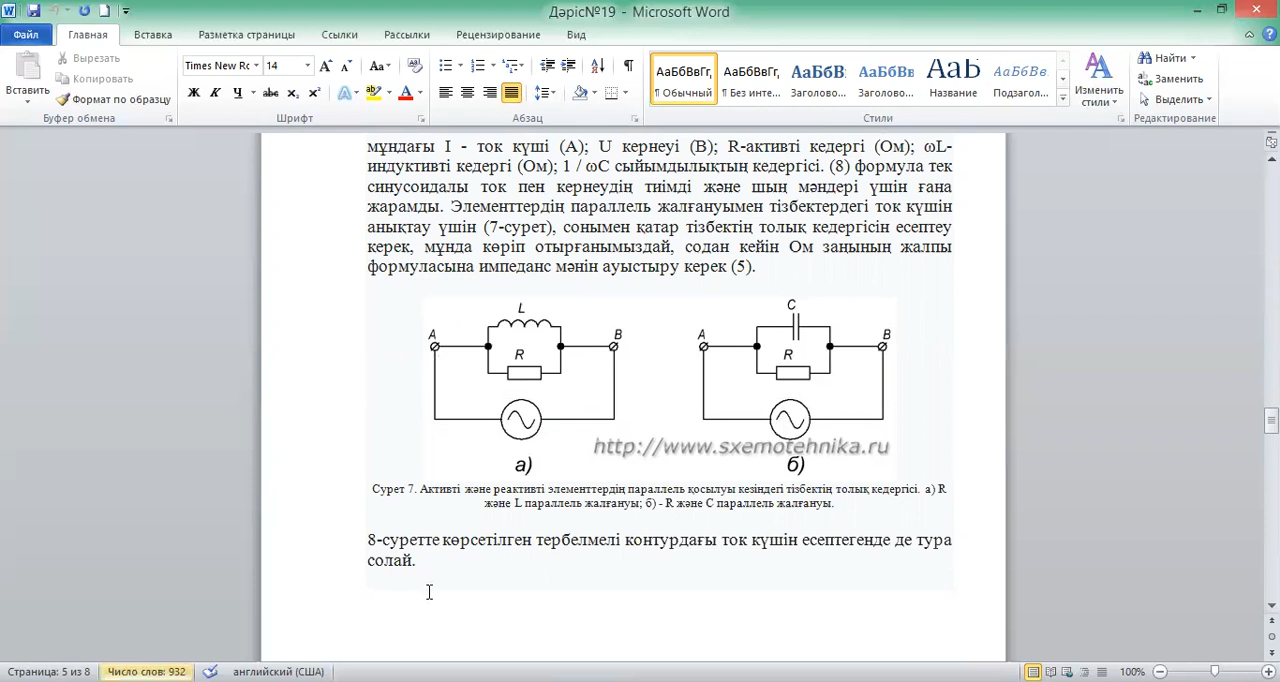 Дәріс№19 - Microsoft Word
Файл Главная Вставка Разметка страницы Ссылки Рассылки Рецензирование Вид
Вставить
Вырезать
Копировать
Формат по образцу
Буфер обмена
Times New Rc 14
Ж К Ч abc x₂ x²
Шрифт
Абзац
АаБбВвГг, АаБбВвГг, АаБбВ АаБбВв АаБ АаБбВв
¶ Обычный ¶ Без инте... Заголово... Заголово... Название Подзагол...
Стили
Изменить стили
Найти
Заменить
Выделить
Редактирование
мұндағы I - ток күші (А); U кернеуі (В); R-активті кедергі (Ом); ωL-
индуктивті кедергі (Ом); 1 / ωC сыйымдылықтың кедергісі. (8) формула тек
синусоидалы ток пен кернеудің тиімді және шың мәндері үшін ғана
жарамды. Элементтердің параллель жалғануымен тізбектердегі ток күшін
анықтау үшін (7-сурет), сонымен қатар тізбектің толық кедергісін есептеу
керек, мұнда көріп отырғанымыздай, содан кейін Ом заңының жалпы
формуласына импеданс мәнін ауыстыру керек (5).
L
A B
R
а)
C
A B
R
б)
http://www.sxemotehnika.ru
Сурет 7. Активті және реактивті элементтердің параллель қосылуы кезіндегі тізбектің толық кедергісі. а) R
және L параллель жалғануы; б) - R және C параллель жалғануы.
8-суретте көрсетілген тербелмелі контурдағы ток күшін есептегенде де тура
солай.
Страница: 5 из 8 Число слов: 932 английский (США) 100%